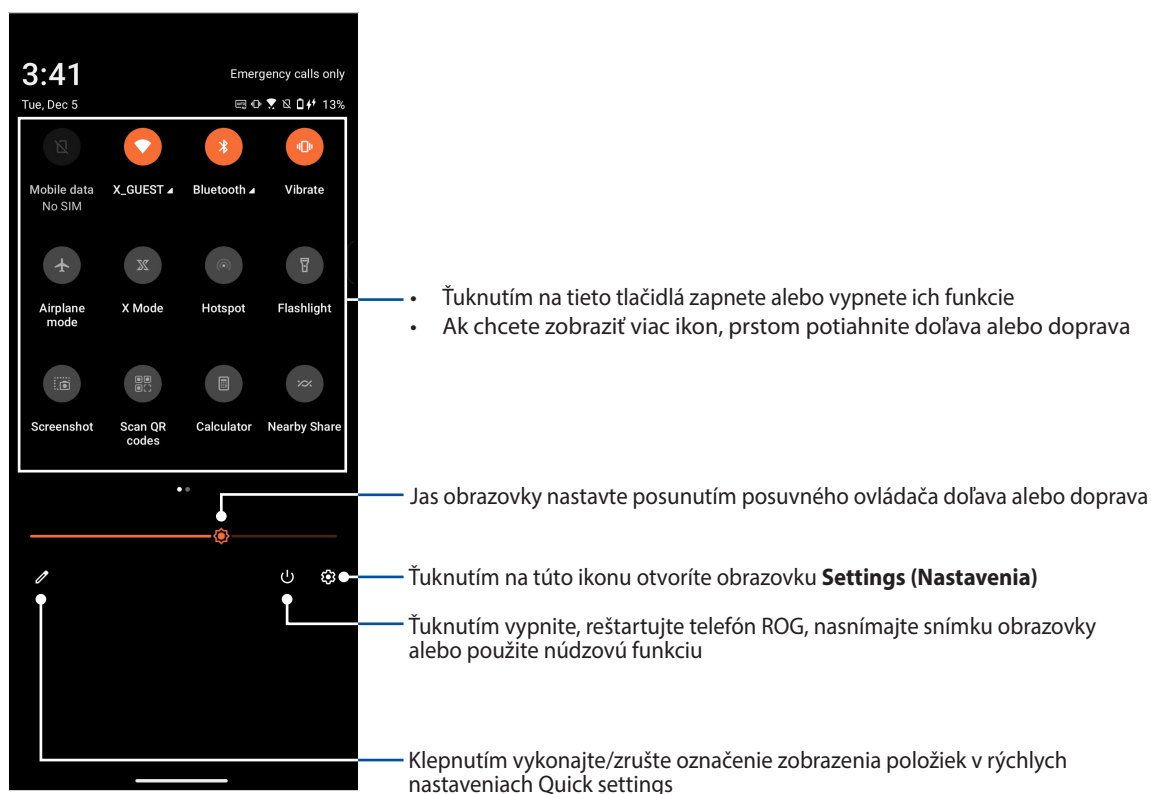 3:41
Emergency calls only
Tue, Dec 5
13%
Mobile data
No SIM
X_GUEST
Bluetooth
Vibrate
Airplane
mode
X Mode
Hotspot
Flashlight
Screenshot
Scan QR
codes
Calculator
Nearby Share
• Ťuknutím na tieto tlačidlá zapnete alebo vypnete ich funkcie
• Ak chcete zobraziť viac ikon, prstom potiahnite doľava alebo doprava
Jas obrazovky nastavte posunutím posuvného ovládača doľava alebo doprava
Ťuknutím na túto ikonu otvoríte obrazovku Settings (Nastavenia)
Ťuknutím vypnite, reštartujte telefón ROG, nasnímajte snímku obrazovky
alebo použite núdzovú funkciu
Klepnutím vykonajte/zrušte označenie zobrazenia položiek v rýchlych
nastaveniach Quick settings